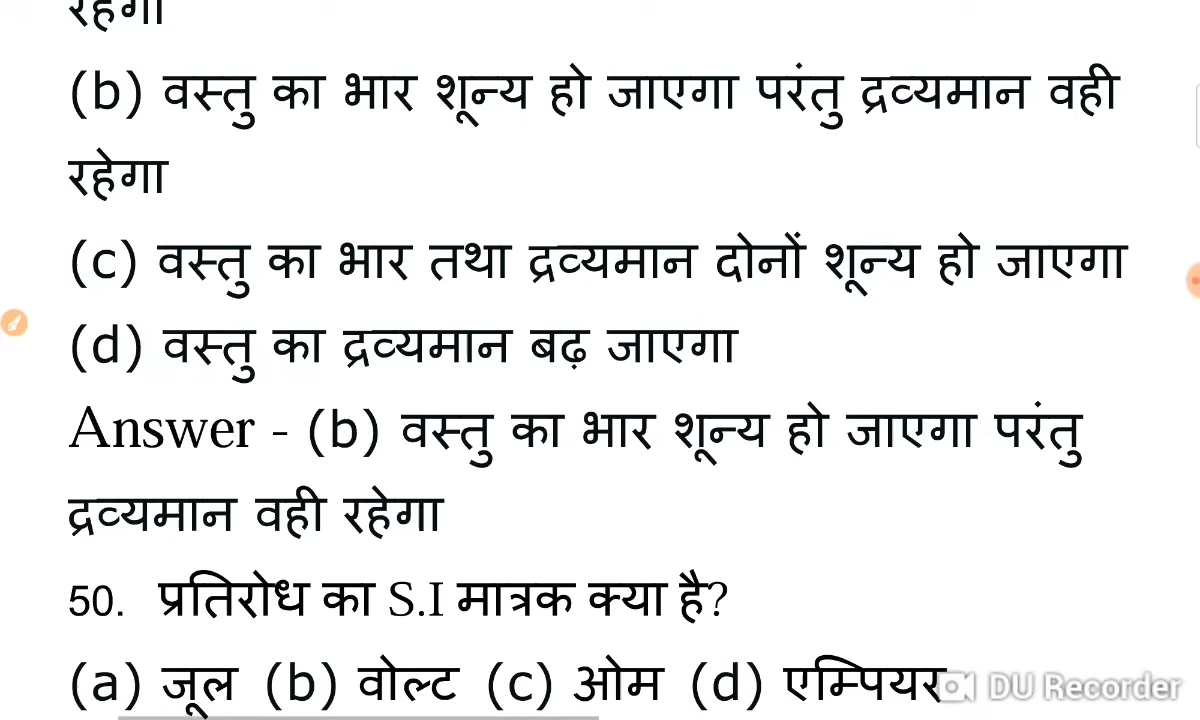 रहेगा
(b) वस्तु का भार शून्य हो जाएगा परंतु द्रव्यमान वही
रहेगा
(c) वस्तु का भार तथा द्रव्यमान दोनों शून्य हो जाएगा
(d) वस्तु का द्रव्यमान बढ़ जाएगा
Answer - (b) वस्तु का भार शून्य हो जाएगा परंतु
द्रव्यमान वही रहेगा
50. प्रतिरोध का S.I मात्रक क्या है?
(a) जूल (b) वोल्ट (c) ओम (d) एम्पियर
DU Recorder